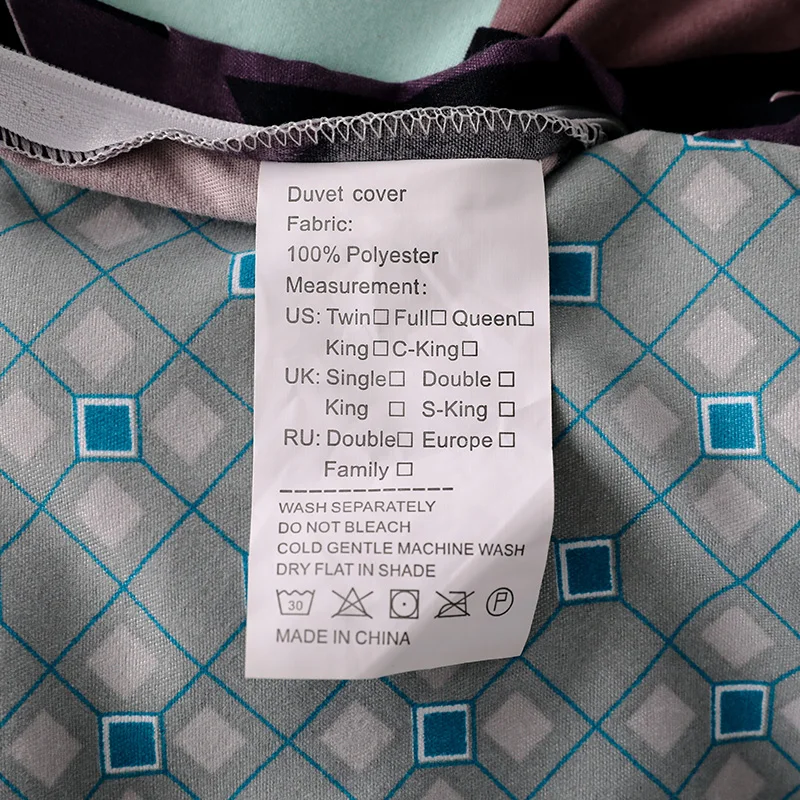 Duvet cover
Fabric:
100% Polyester
Measurement:
US: Twin☐ Full☐ Queen☐
King☐ C-King☐
UK: Single☐ Double ☐
King ☐ S-King ☐
RU: Double☐ Europe ☐
Family ☐
WASH SEPARATELY
DO NOT BLEACH
COLD GENTLE MACHINE WASH
DRY FLAT IN SHADE
30 P
MADE IN CHINA